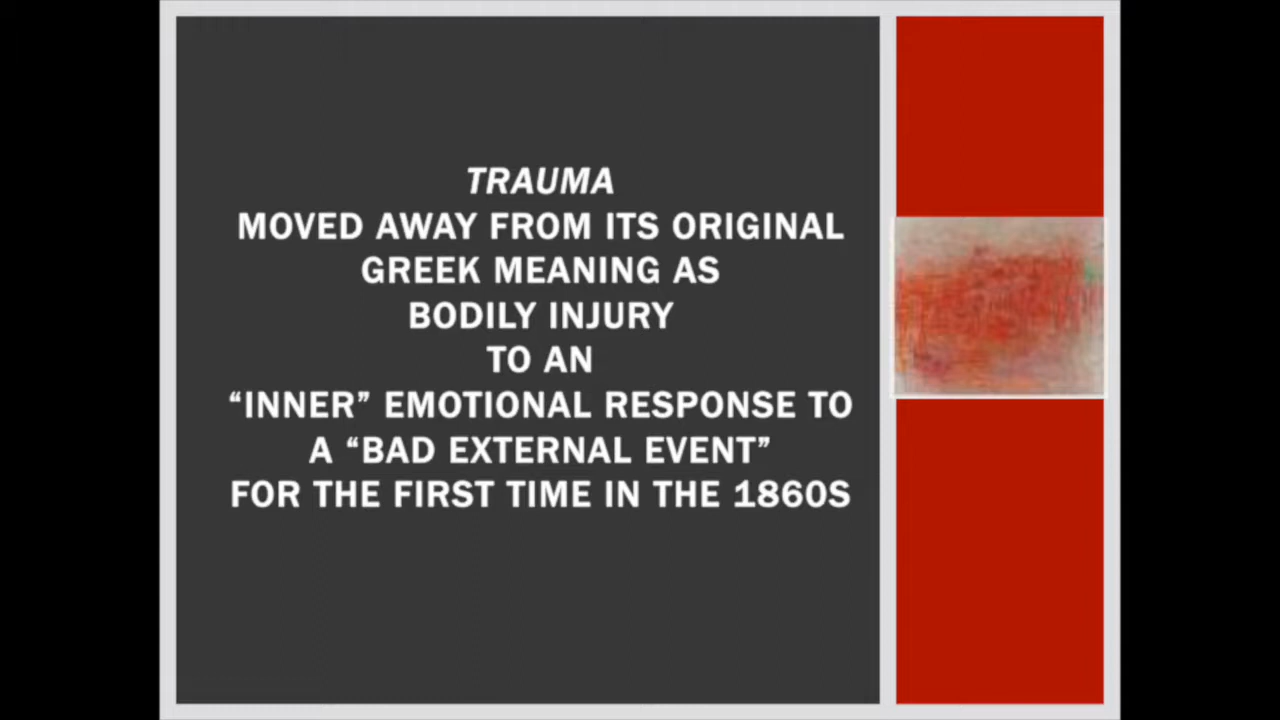 TRAUMA
MOVED AWAY FROM ITS ORIGINAL
GREEK MEANING AS
BODILY INJURY
TO AN
“INNER” EMOTIONAL RESPONSE TO
A “BAD EXTERNAL EVENT”
FOR THE FIRST TIME IN THE 1860S